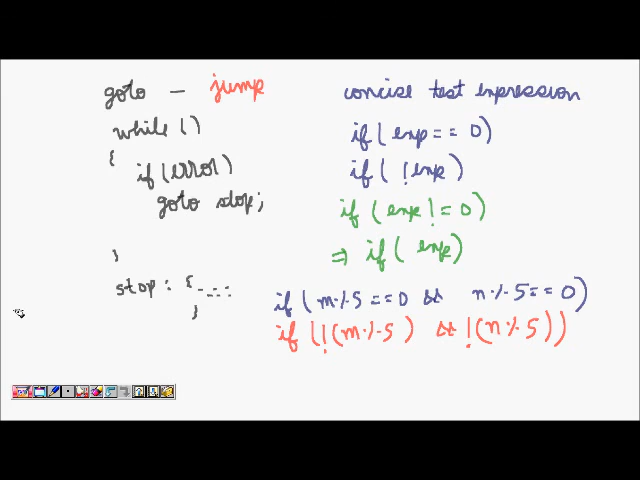 goto - jump
while ()
{
if (error)
goto stop;
}
stop : { - - - - - -
}
concise test expression
if ( exp == 0)
if ( ! exp)
if ( exp ! = 0)
⇒ if ( exp)
if ( m % 5 == 0 && n % 5 == 0)
if ( ! (m % 5 ) && ! (n % 5 ))